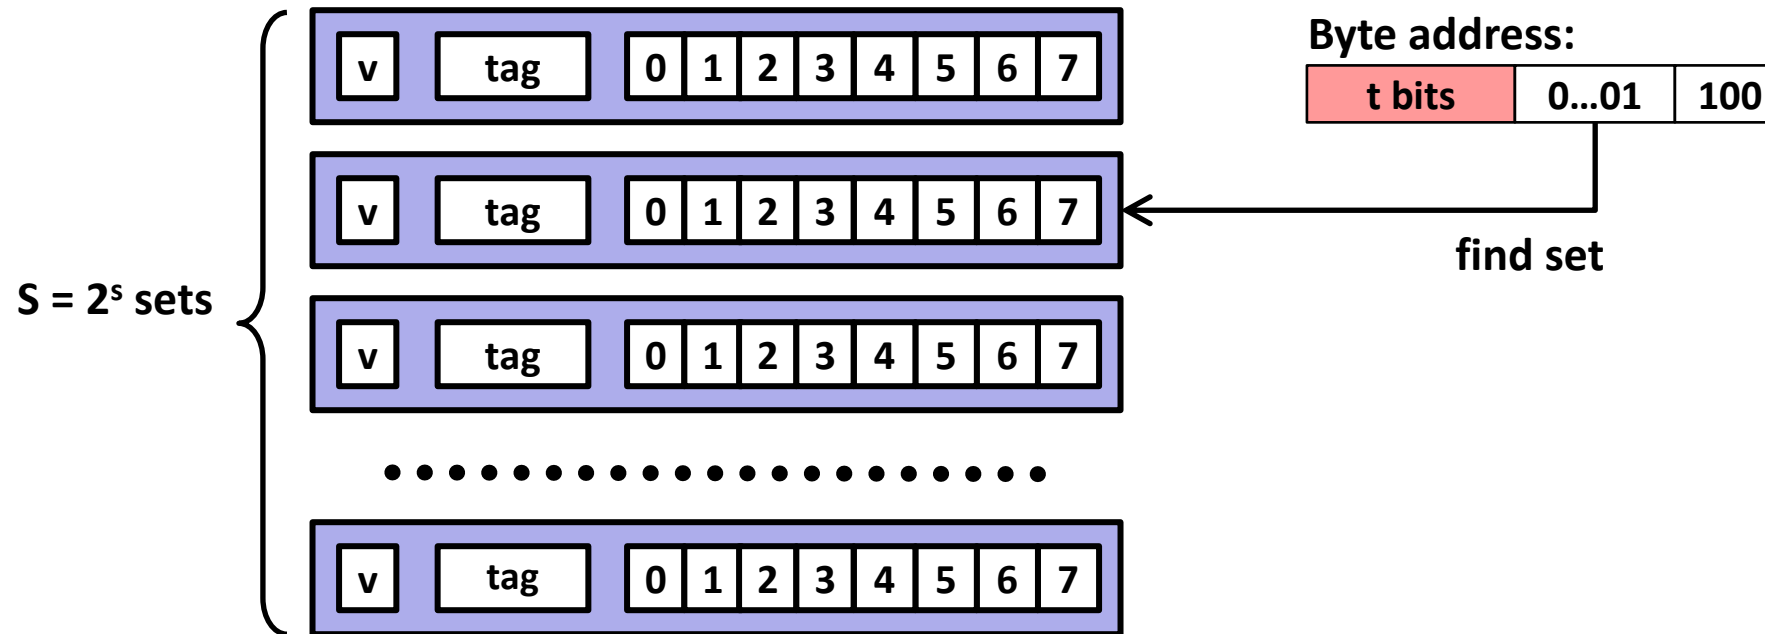 v tag 0 1 2 3 4 5 6 7
Byte address:
t bits 0...01 100
v tag 0 1 2 3 4 5 6 7
find set
S = 2ˢ sets
v tag 0 1 2 3 4 5 6 7
v tag 0 1 2 3 4 5 6 7